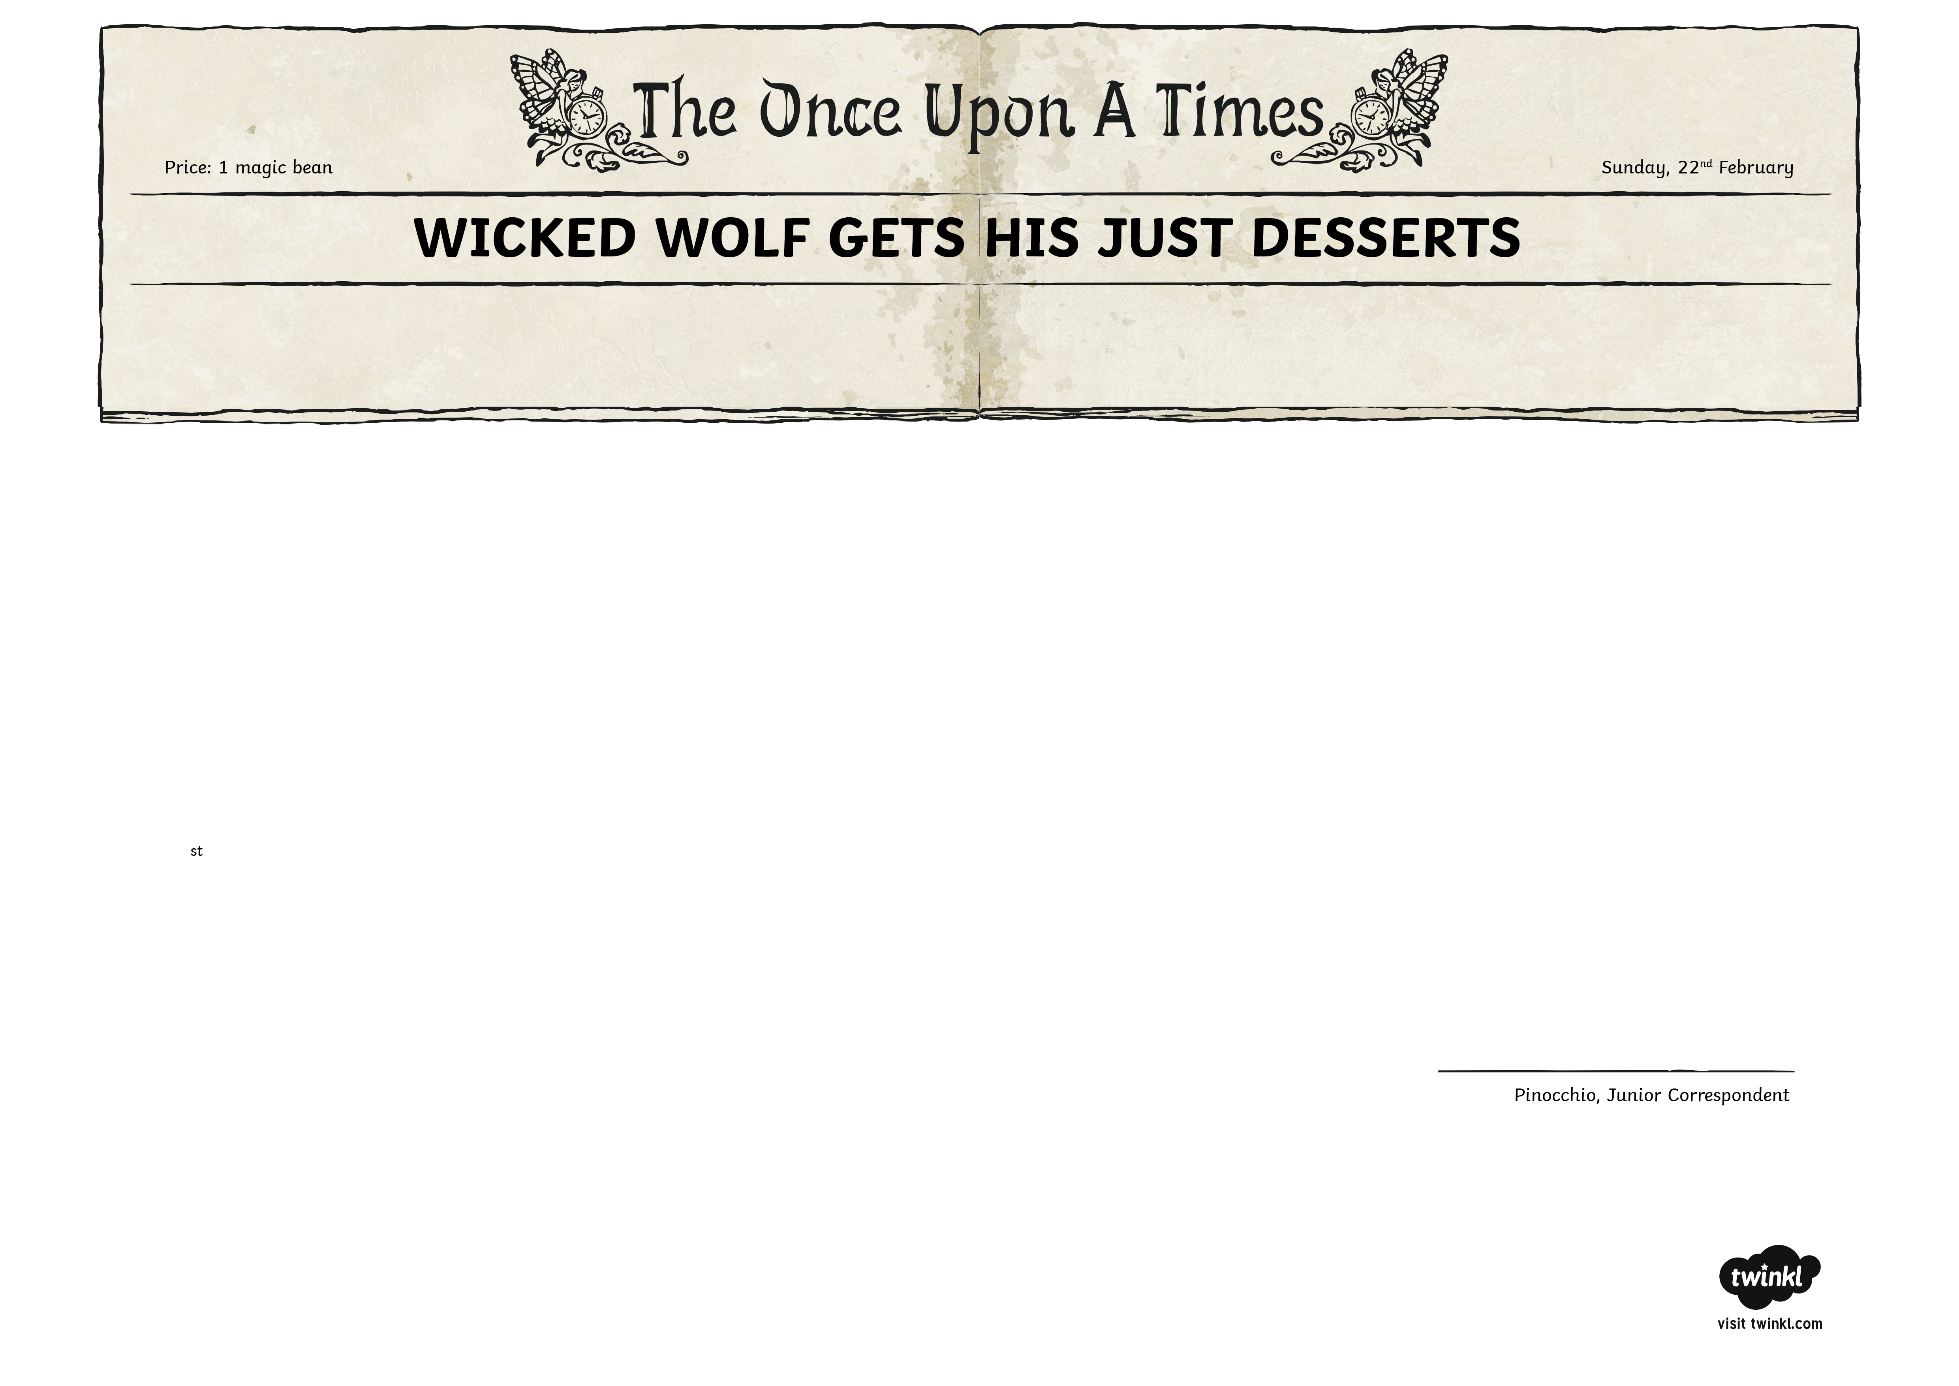 The Once Upon A Times
Price: 1 magic bean
Sunday, 22nd February
WICKED WOLF GETS HIS JUST DESSERTS
st
Pinocchio, Junior Correspondent
twinkl
visit twinkl.com